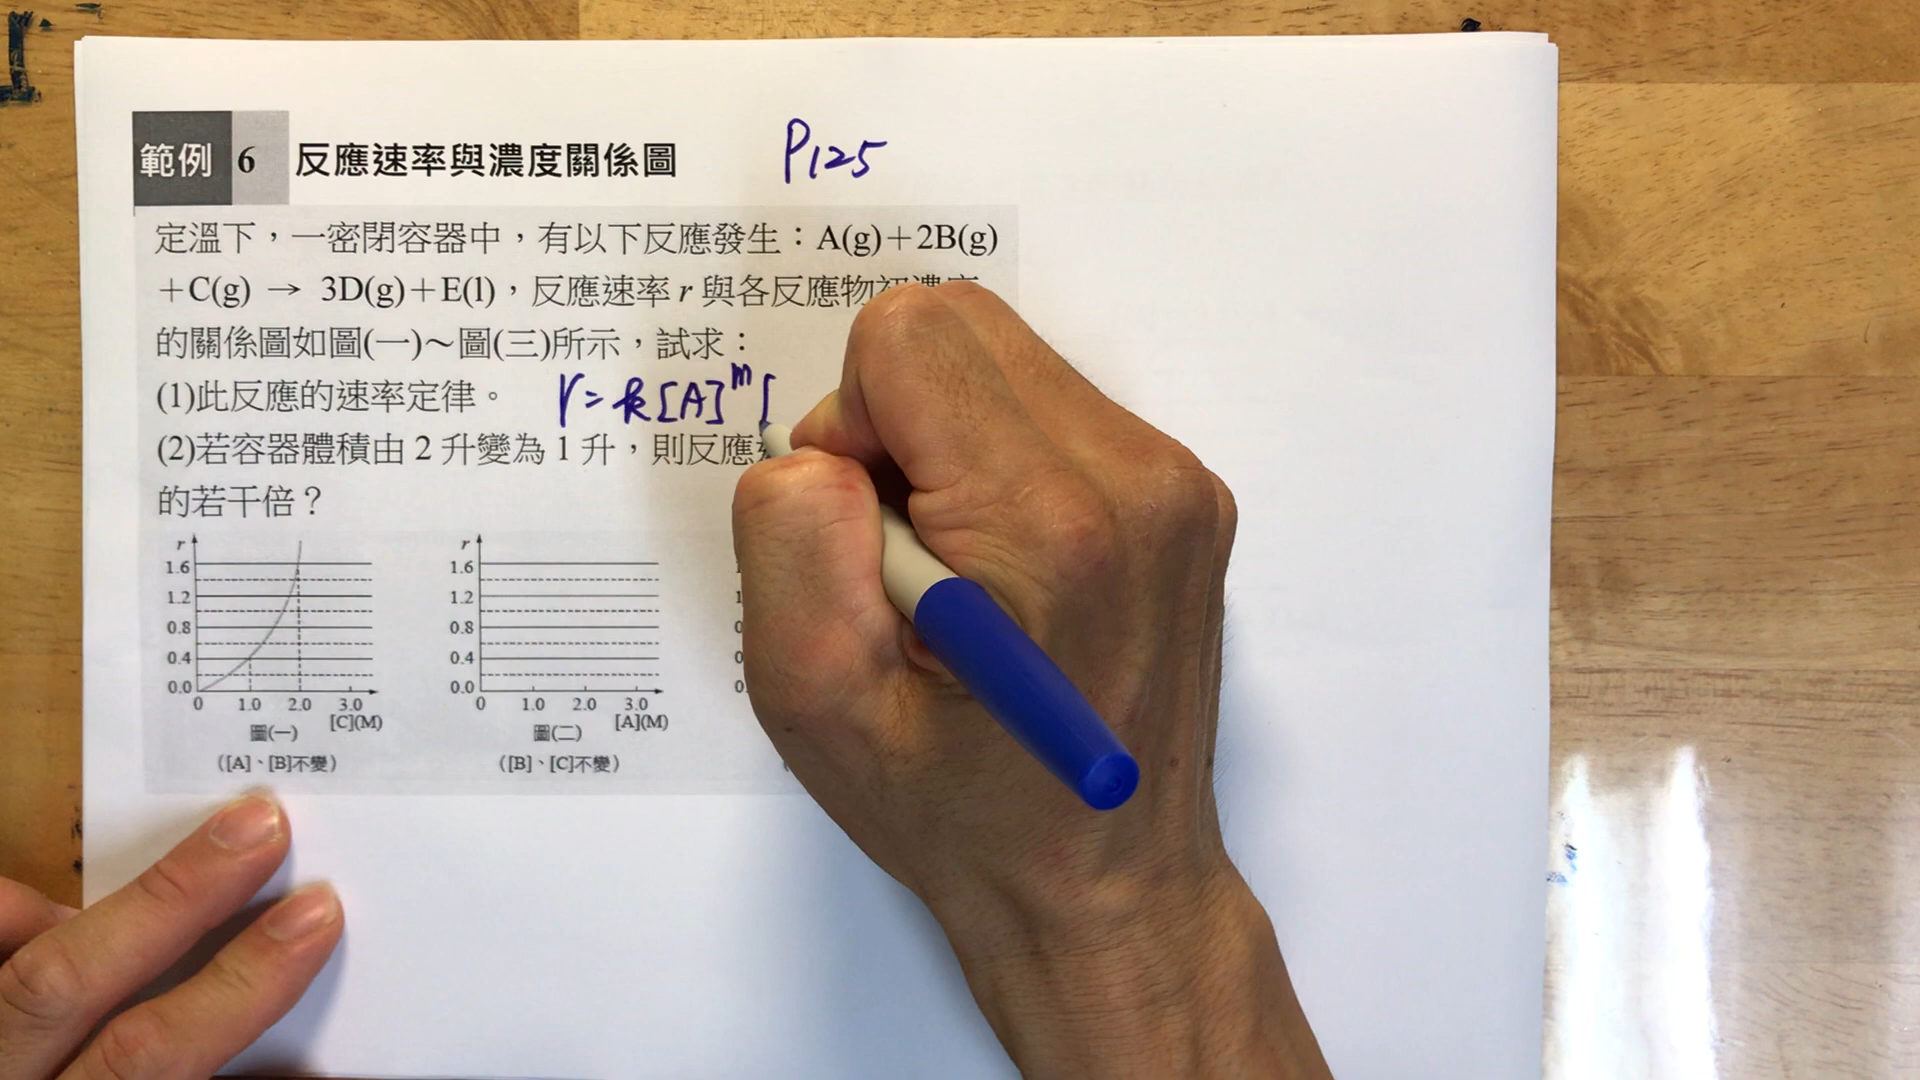 範例 6 反應速率與濃度關係圖 P125
定溫下，一密閉容器中，有以下反應發生：A(g)＋2B(g)
＋C(g) → 3D(g)＋E(l)，反應速率 r 與各反應物初濃度
的關係圖如圖(一)～圖(三)所示，試求：
(1)此反應的速率定律。 r = k[A]^m [
(2)若容器體積由 2 升變為 1 升，則反應
的若干倍？
r
1.6
1.2
0.8
0.4
0.0
0 1.0 2.0 3.0
[C](M)
圖(一)
([A]、[B]不變)
r
1.6
1.2
0.8
0.4
0.0
0 1.0 2.0 3.0
[A](M)
圖(二)
([B]、[C]不變)